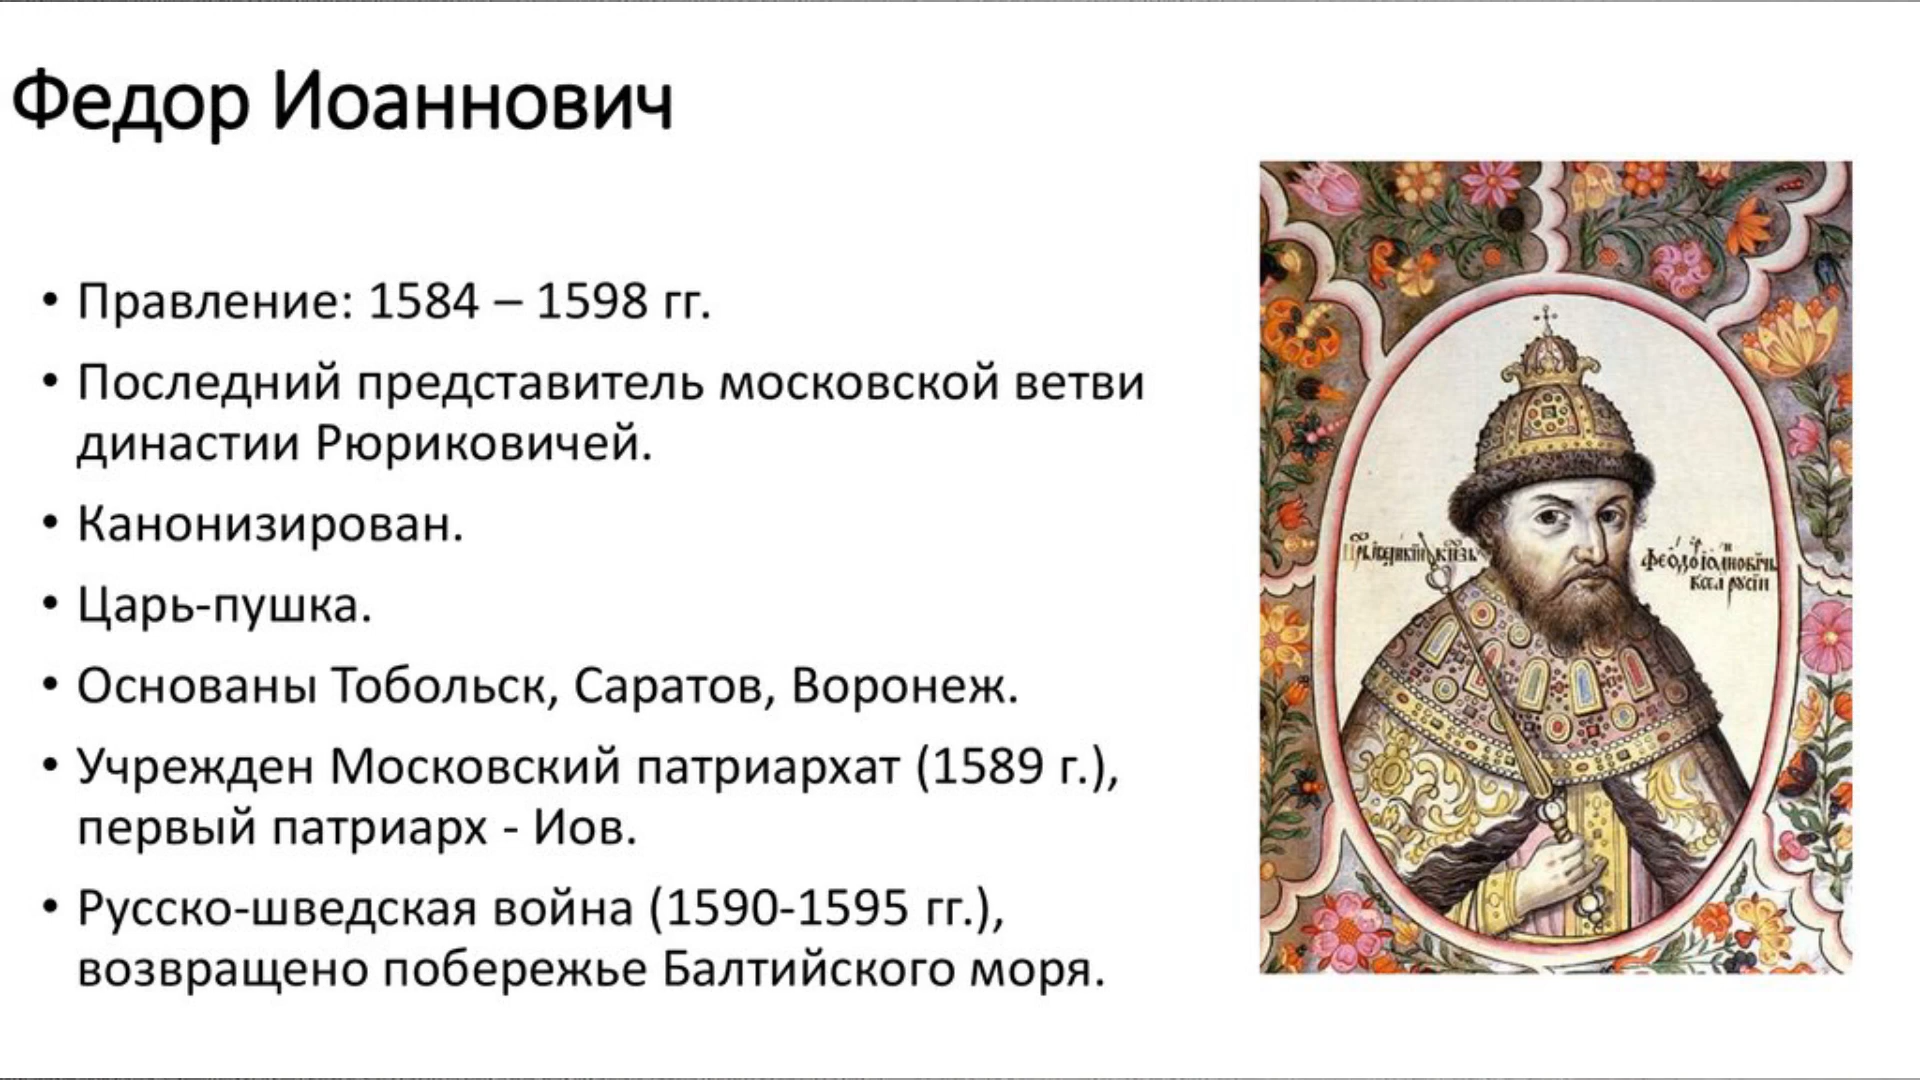 Федор Иоаннович
• Правление: 1584 – 1598 гг.
• Последний представитель московской ветви
династии Рюриковичей.
• Канонизирован.
• Царь-пушка.
• Основаны Тобольск, Саратов, Воронеж.
• Учрежден Московский патриархат (1589 г.),
первый патриарх - Иов.
• Русско-шведская война (1590-1595 гг.),
возвращено побережье Балтийского моря.